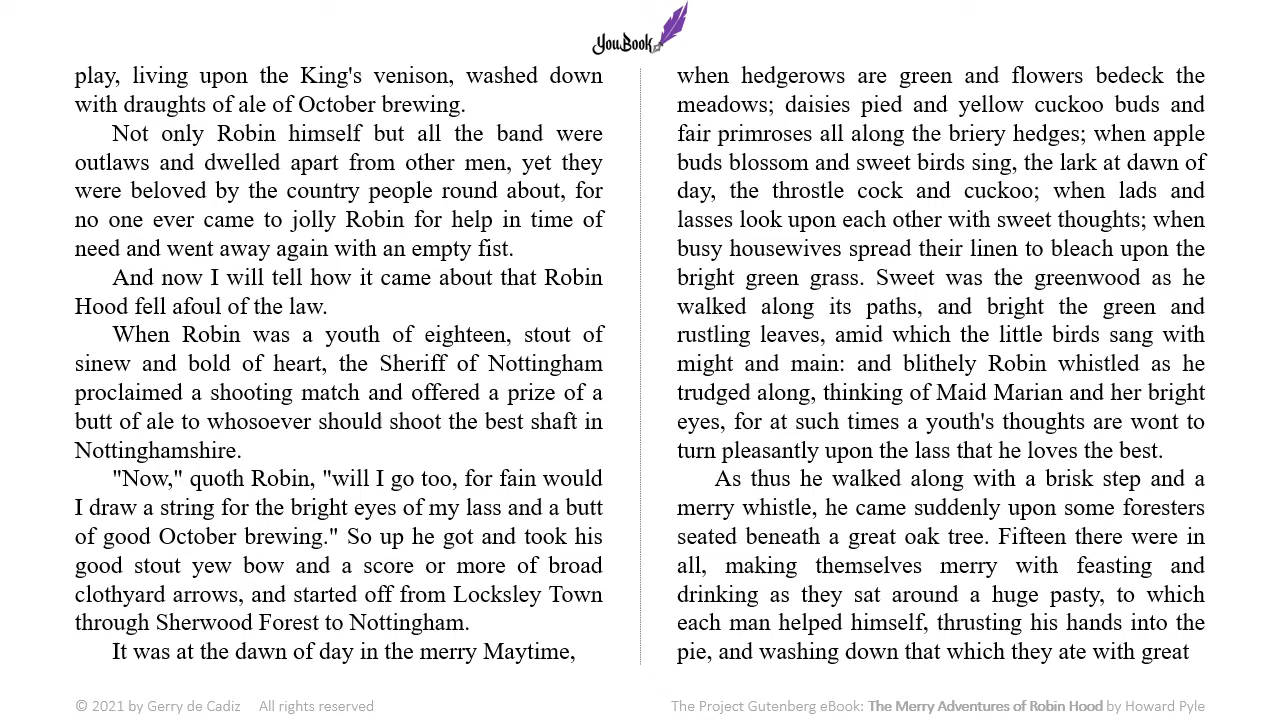 YouBook
play, living upon the King's venison, washed down
with draughts of ale of October brewing.
Not only Robin himself but all the band were
outlaws and dwelled apart from other men, yet they
were beloved by the country people round about, for
no one ever came to jolly Robin for help in time of
need and went away again with an empty fist.
And now I will tell how it came about that Robin
Hood fell afoul of the law.
When Robin was a youth of eighteen, stout of
sinew and bold of heart, the Sheriff of Nottingham
proclaimed a shooting match and offered a prize of a
butt of ale to whosoever should shoot the best shaft in
Nottinghamshire.
"Now," quoth Robin, "will I go too, for fain would
I draw a string for the bright eyes of my lass and a butt
of good October brewing." So up he got and took his
good stout yew bow and a score or more of broad
clothyard arrows, and started off from Locksley Town
through Sherwood Forest to Nottingham.
It was at the dawn of day in the merry Maytime,
when hedgerows are green and flowers bedeck the
meadows; daisies pied and yellow cuckoo buds and
fair primroses all along the briery hedges; when apple
buds blossom and sweet birds sing, the lark at dawn of
day, the throstle cock and cuckoo; when lads and
lasses look upon each other with sweet thoughts; when
busy housewives spread their linen to bleach upon the
bright green grass. Sweet was the greenwood as he
walked along its paths, and bright the green and
rustling leaves, amid which the little birds sang with
might and main: and blithely Robin whistled as he
trudged along, thinking of Maid Marian and her bright
eyes, for at such times a youth's thoughts are wont to
turn pleasantly upon the lass that he loves the best.
As thus he walked along with a brisk step and a
merry whistle, he came suddenly upon some foresters
seated beneath a great oak tree. Fifteen there were in
all, making themselves merry with feasting and
drinking as they sat around a huge pasty, to which
each man helped himself, thrusting his hands into the
pie, and washing down that which they ate with great
© 2021 by Gerry de Cadiz All rights reserved
The Project Gutenberg eBook: The Merry Adventures of Robin Hood by Howard Pyle